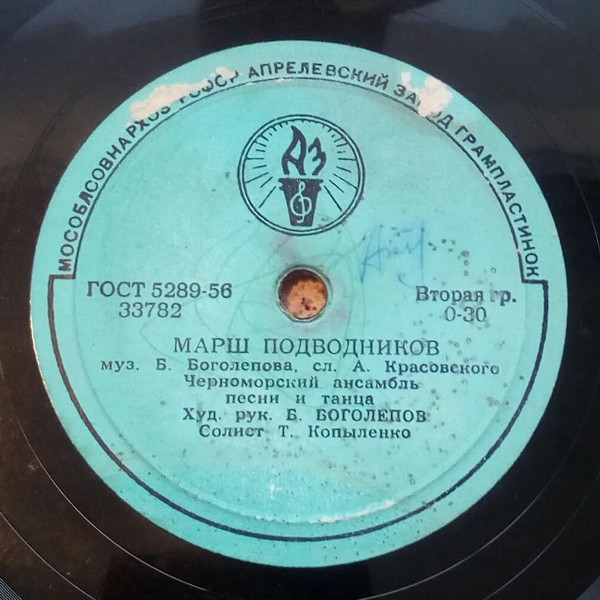 МОСОБЛСОВНАРХОЗ РСФСР АПРЕЛЕВСКИЙ ЗАВОД ГРАМПЛАСТИНОК
АЗ
ГОСТ 5289-56
33782
Вторая гр.
0-30
МАРШ ПОДВОДНИКОВ
муз. Б. Боголепова, сл. А. Красовского
Черноморский ансамбль
песни и танца
Худ. рук. Б. БОГОЛЕПОВ
Солист Т. Копыленко